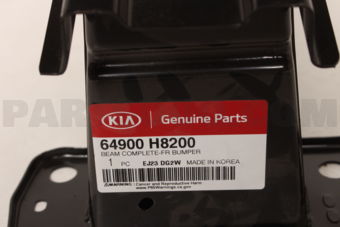 KIA Genuine Parts
64900 H8200
BEAM COMPLETE-FR BUMPER
1 PC EJ23 DG2W MADE IN KOREA
WARNING Cancer and Reproductive Harm
www.P65Warnings.ca.gov